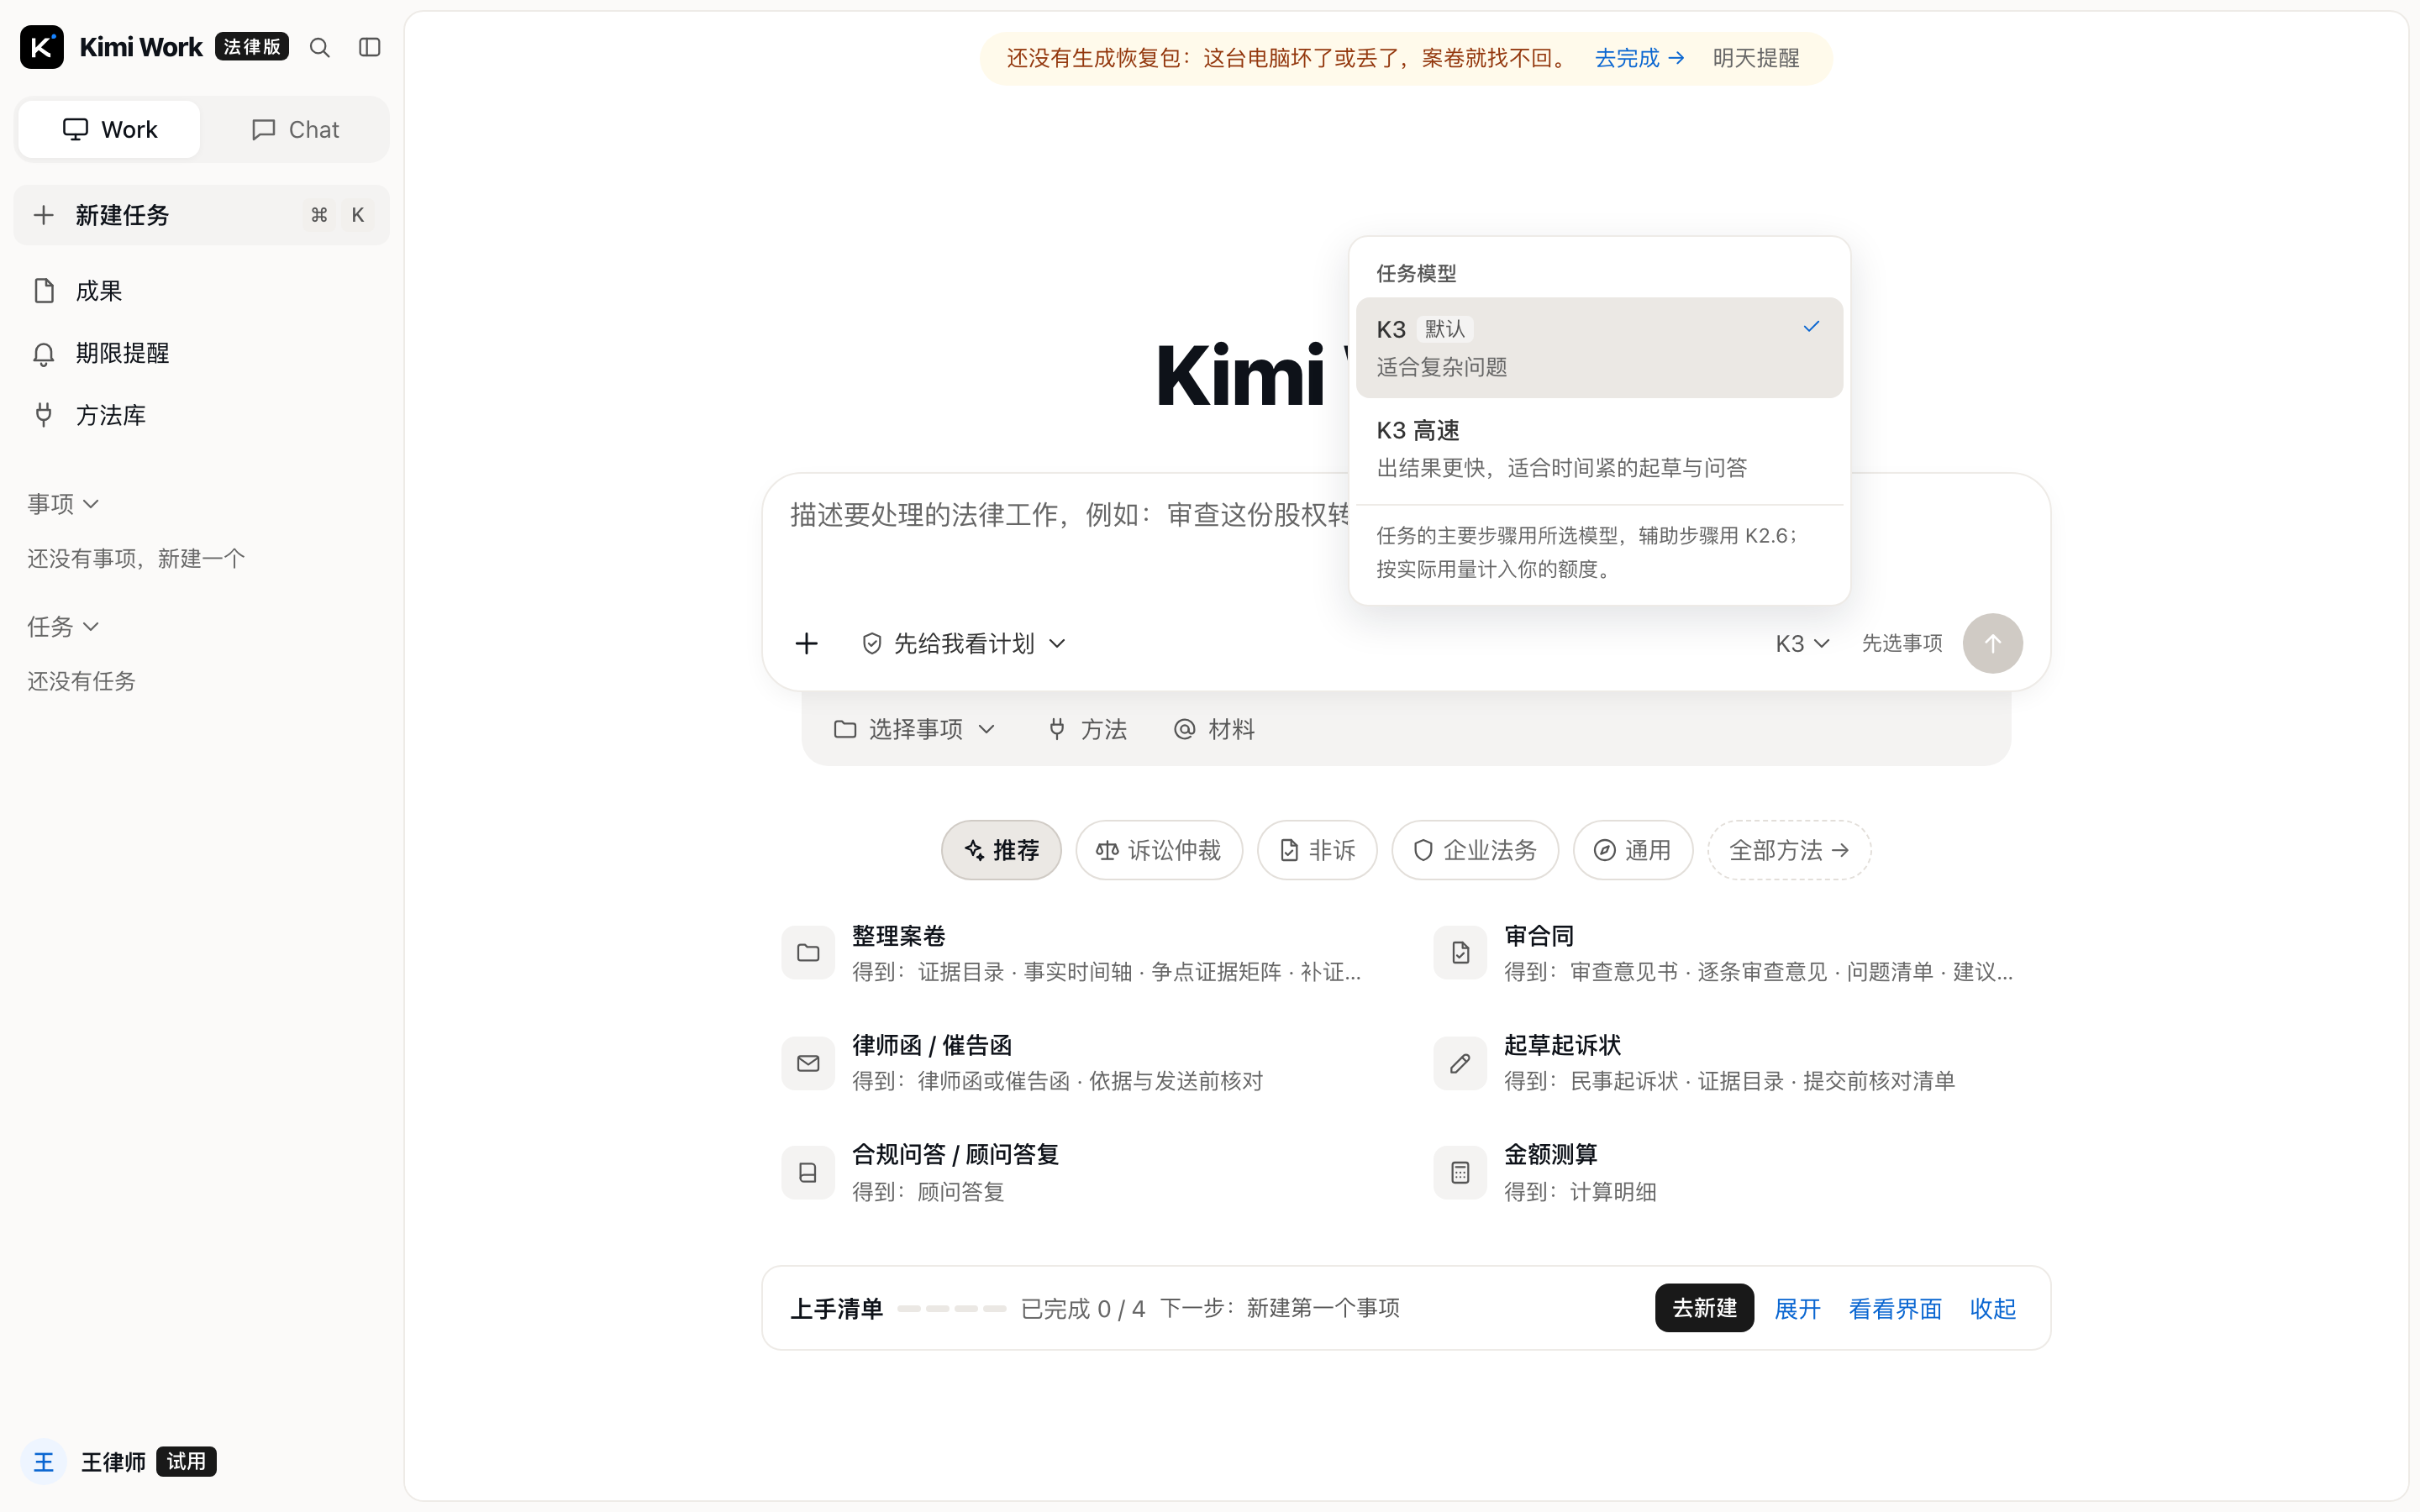 Kimi Work 法律版
Work
Chat
新建任务 ⌘ K
成果
期限提醒
方法库
事项
还没有事项，新建一个
任务
还没有任务
王 王律师 试用
还没有生成恢复包：这台电脑坏了或丢了，案卷就找不回。 去完成 → 明天提醒
Kimi
任务模型
K3 默认
适合复杂问题
K3 高速
出结果更快，适合时间紧的起草与问答
任务的主要步骤用所选模型，辅助步骤用 K2.6；
按实际用量计入你的额度。
描述要处理的法律工作，例如：审查这份股权转
先给我看计划
K3
先选事项
选择事项
方法
材料
推荐
诉讼仲裁
非诉
企业法务
通用
全部方法 →
整理案卷
得到：证据目录 · 事实时间轴 · 争点证据矩阵 · 补证...
审合同
得到：审查意见书 · 逐条审查意见 · 问题清单 · 建议...
律师函 / 催告函
得到：律师函或催告函 · 依据与发送前核对
起草起诉状
得到：民事起诉状 · 证据目录 · 提交前核对清单
合规问答 / 顾问答复
得到：顾问答复
金额测算
得到：计算明细
上手清单 已完成 0 / 4 下一步：新建第一个事项 去新建 展开 看看界面 收起